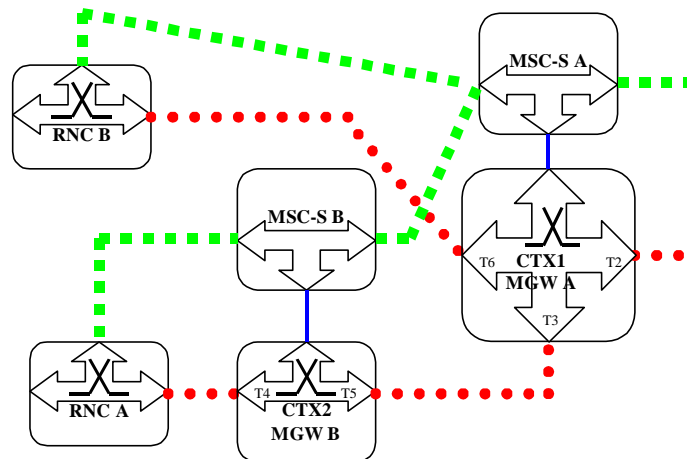 MSC-S A
RNC B
MSC-S B
T6
CTX1
T2
MGW A
T3
T4
T5
RNC A
CTX2
MGW B